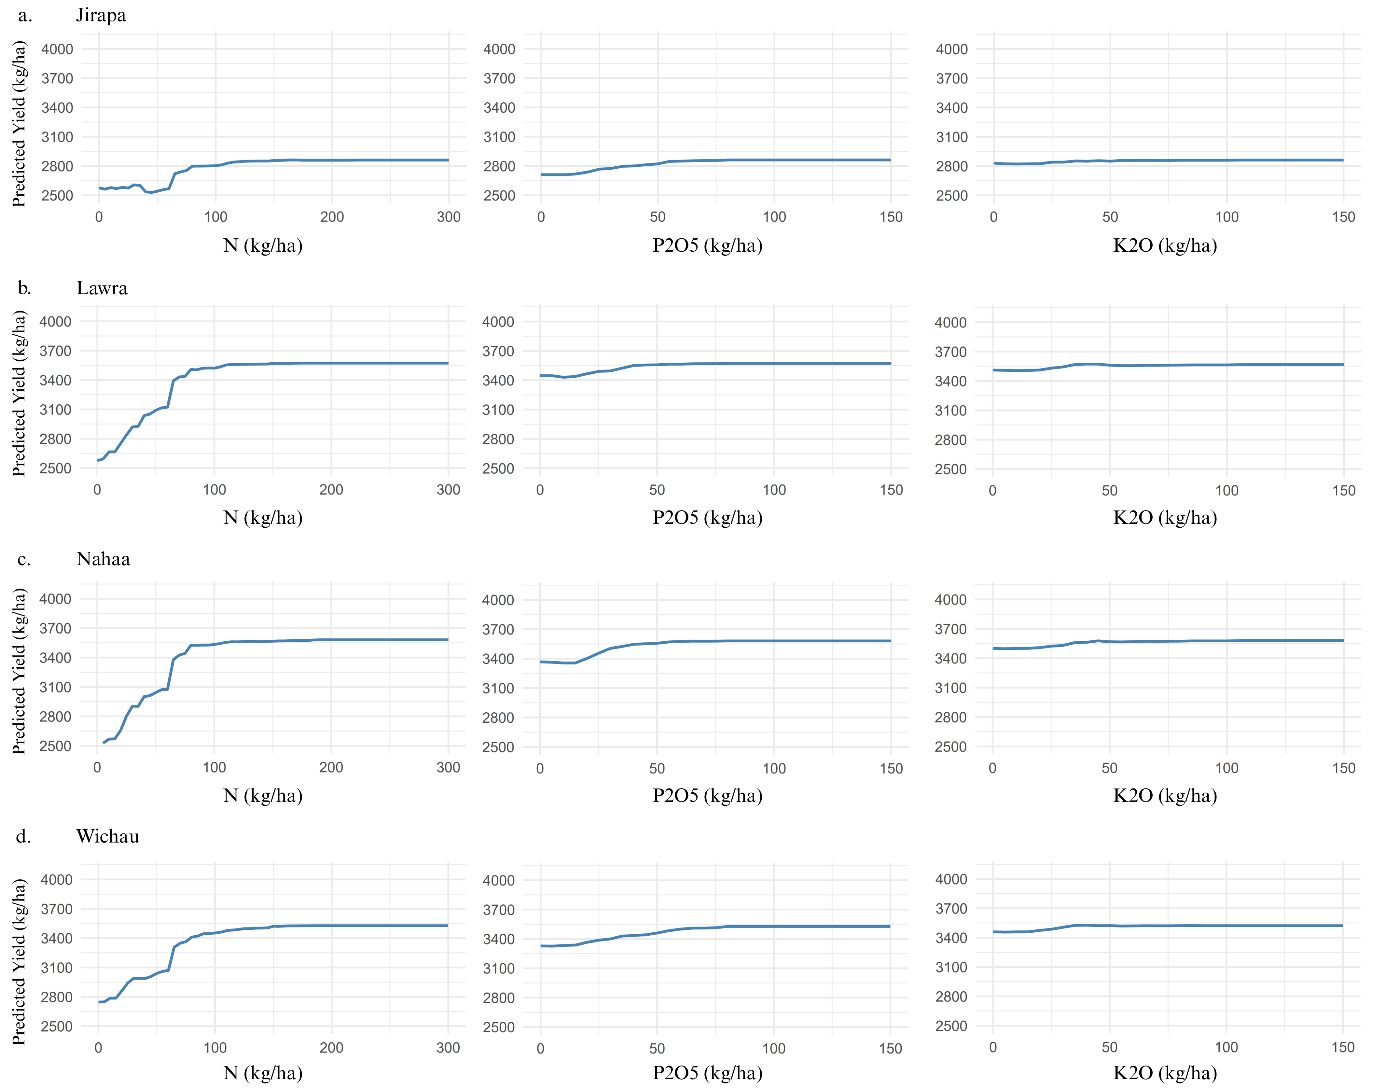 a. Jirapa
Predicted Yield (kg/ha)
4000 4000 4000
3700 3700 3700
3400 3400 3400
3100 3100 3100
2800 2800 2800
2500 2500 2500
0 100 200 300 0 50 100 150 0 50 100 150
N (kg/ha) P2O5 (kg/ha) K2O (kg/ha)
b. Lawra
Predicted Yield (kg/ha)
4000 4000 4000
3700 3700 3700
3400 3400 3400
3100 3100 3100
2800 2800 2800
2500 2500 2500
0 100 200 300 0 50 100 150 0 50 100 150
N (kg/ha) P2O5 (kg/ha) K2O (kg/ha)
c. Nahaa
Predicted Yield (kg/ha)
4000 4000 4000
3700 3700 3700
3400 3400 3400
3100 3100 3100
2800 2800 2800
2500 2500 2500
0 100 200 300 0 50 100 150 0 50 100 150
N (kg/ha) P2O5 (kg/ha) K2O (kg/ha)
d. Wichau
Predicted Yield (kg/ha)
4000 4000 4000
3700 3700 3700
3400 3400 3400
3100 3100 3100
2800 2800 2800
2500 2500 2500
0 100 200 300 0 50 100 150 0 50 100 150
N (kg/ha) P2O5 (kg/ha) K2O (kg/ha)